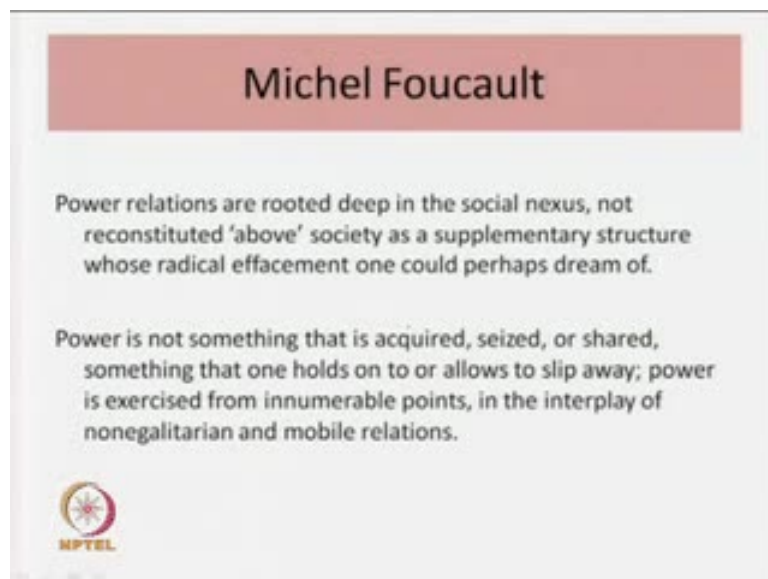 Michel Foucault
Power relations are rooted deep in the social nexus, not
reconstituted ‘above’ society as a supplementary structure
whose radical effacement one could perhaps dream of.
Power is not something that is acquired, seized, or shared,
something that one holds on to or allows to slip away; power
is exercised from innumerable points, in the interplay of
nonegalitarian and mobile relations.
NPTEL